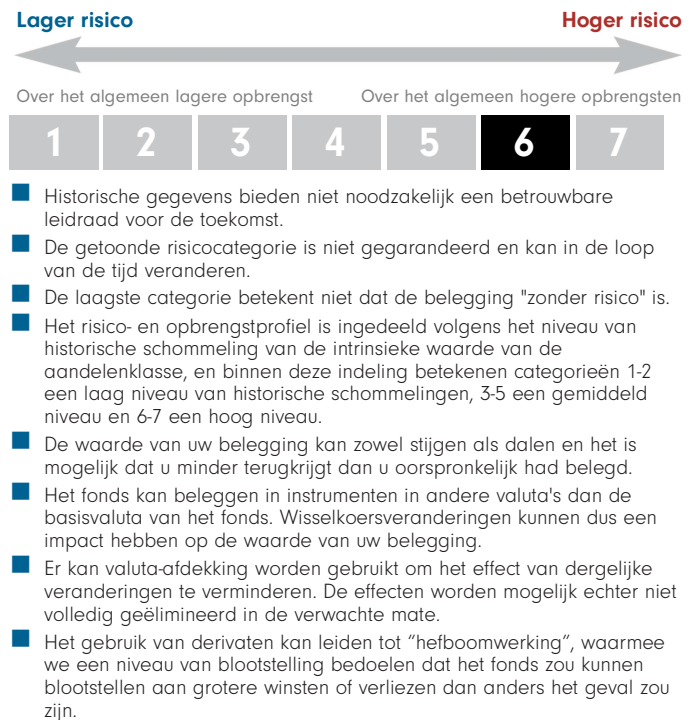 Lager risico Hoger risico
Over het algemeen lagere opbrengst Over het algemeen hogere opbrengsten
1 2 3 4 5 6 7
Historische gegevens bieden niet noodzakelijk een betrouwbare
leidraad voor de toekomst.
De getoonde risicocategorie is niet gegarandeerd en kan in de loop
van de tijd veranderen.
De laagste categorie betekent niet dat de belegging "zonder risico" is.
Het risico- en opbrengstprofiel is ingedeeld volgens het niveau van
historische schommeling van de intrinsieke waarde van de
aandelenklasse, en binnen deze indeling betekenen categorieën 1-2
een laag niveau van historische schommelingen, 3-5 een gemiddeld
niveau en 6-7 een hoog niveau.
De waarde van uw belegging kan zowel stijgen als dalen en het is
mogelijk dat u minder terugkrijgt dan u oorspronkelijk had belegd.
Het fonds kan beleggen in instrumenten in andere valuta's dan de
basisvaluta van het fonds. Wisselkoersveranderingen kunnen dus een
impact hebben op de waarde van uw belegging.
Er kan valuta-afdekking worden gebruikt om het effect van dergelijke
veranderingen te verminderen. De effecten worden mogelijk echter niet
volledig geëlimineerd in de verwachte mate.
Het gebruik van derivaten kan leiden tot “hefboomwerking”, waarmee
we een niveau van blootstelling bedoelen dat het fonds zou kunnen
blootstellen aan grotere winsten of verliezen dan anders het geval zou
zijn.